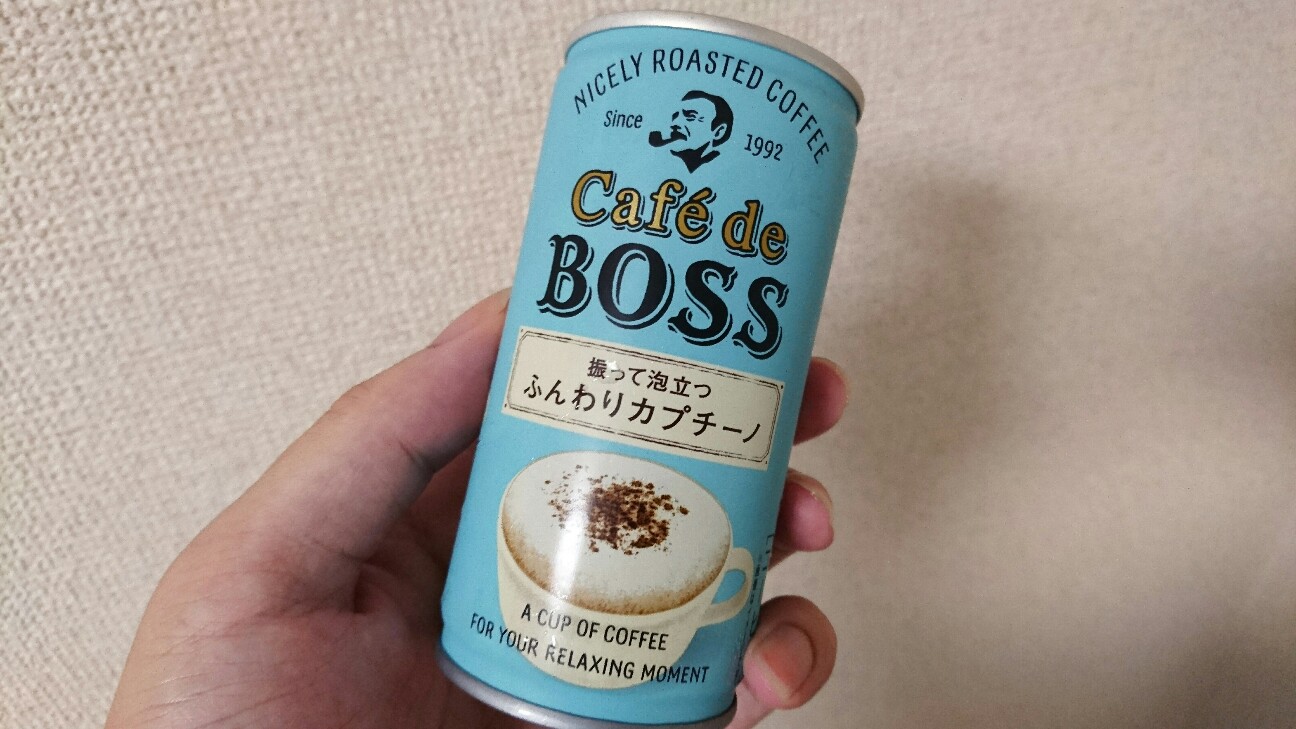 NICELY ROASTED COFFEE
Since 1992
Café de
BOSS
振って泡立つ
ふんわりカプチーノ
A CUP OF COFFEE
FOR YOUR RELAXING MOMENT